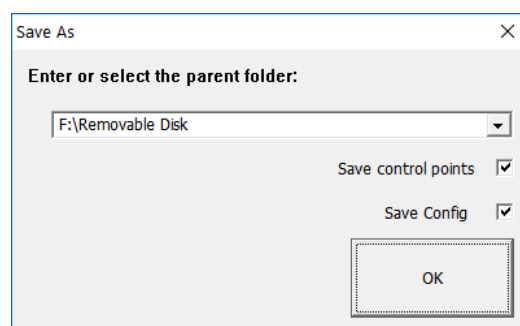 Save As
Enter or select the parent folder:
F:\Removable Disk
Save control points
Save Config
OK